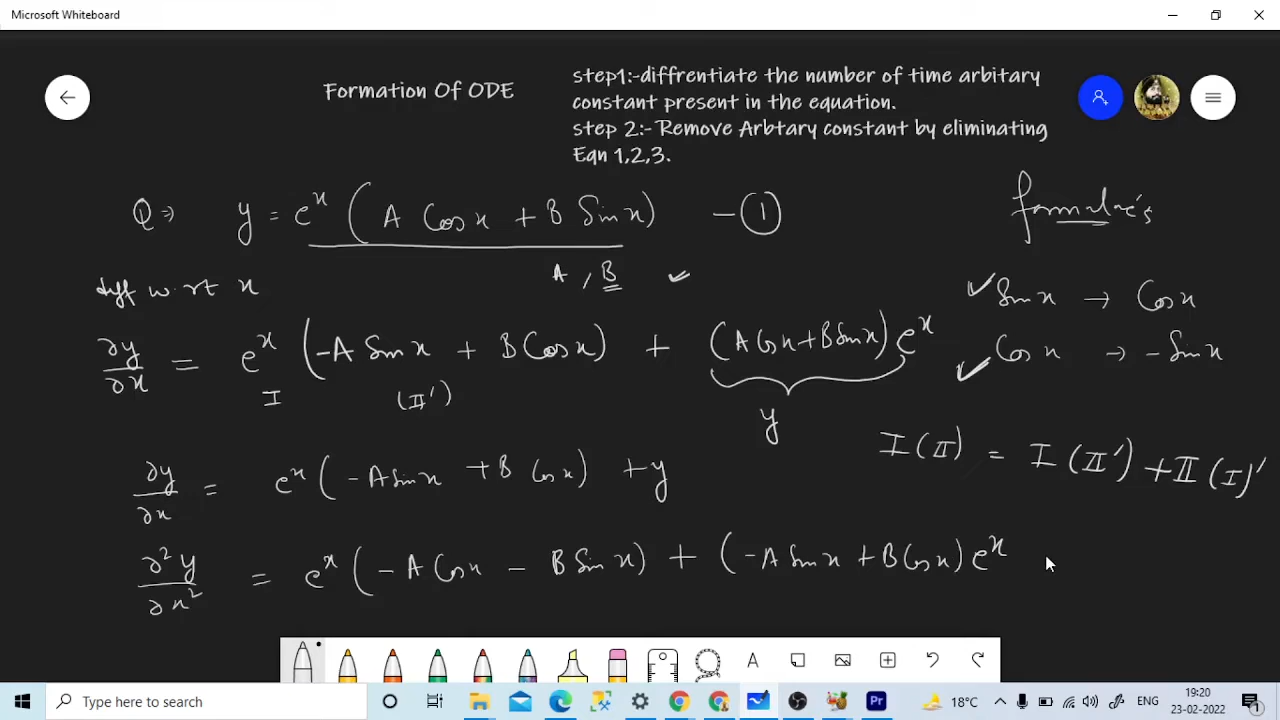 Microsoft Whiteboard
Formation Of ODE
step1:-diffrentiate the number of time arbitary
constant present in the equation.
step 2:- Remove Arbtary constant by eliminating
Eqn 1,2,3.
Q ⇒ y = e^x ( A Cos x + B Sin x) - ①
formulae's
A , B ✓
diff w.r.t x
✓ Sin x → Cos x
∂y/∂x = e^x (-A Sin x + B Cos x) + (A Cos x + B Sin x) e^x
✓ Cos x → - Sin x
I (II')
y
I (II) = I (II') + II (I)'
∂y/∂x = e^x (-A sin x + B Cos x) + y
∂²y/∂x² = e^x (-A Cos x - B Sin x) + (-A Sin x + B Cos x) e^x
A
Type here to search
Pr
18°C
ENG
19:20
23-02-2022
1